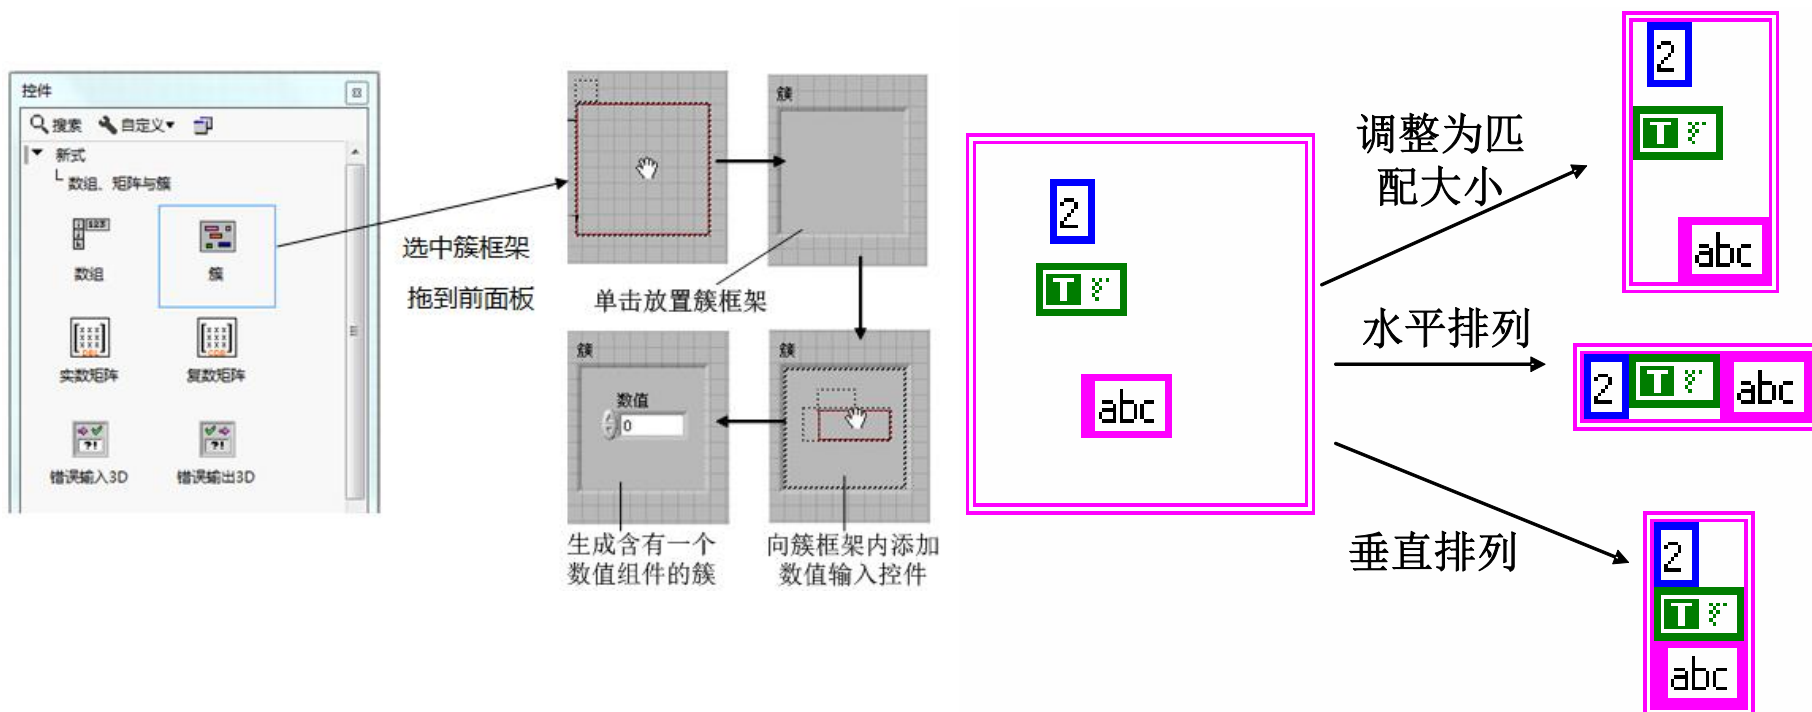 控件
搜索 自定义
新式
数组、矩阵与簇
数组 簇
实数矩阵 复数矩阵
错误输入3D 错误输出3D
选中簇框架
拖到前面板
簇
单击放置簇框架
簇
数值
0
簇
生成含有一个
数值组件的簇
向簇框架内添加
数值输入控件
2
T F
abc
调整为匹
配大小
2
T F
abc
水平排列
2 T F abc
垂直排列
2
T F
abc